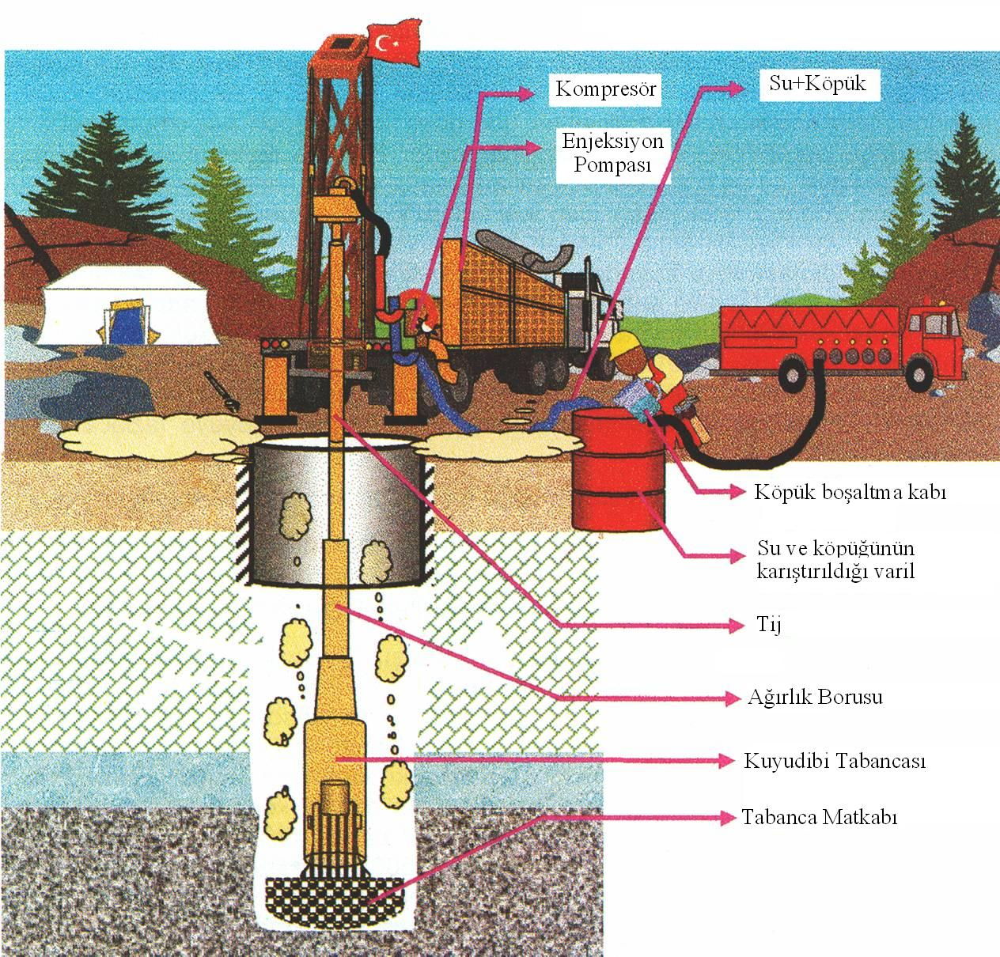 Kompresör
Su+Köpük
Enjeksiyon
Pompası
Köpük boşaltma kabı
Su ve köpüğünün
karıştırıldığı varil
Tij
Ağırlık Borusu
Kuyudibi Tabancası
Tabanca Matkabı